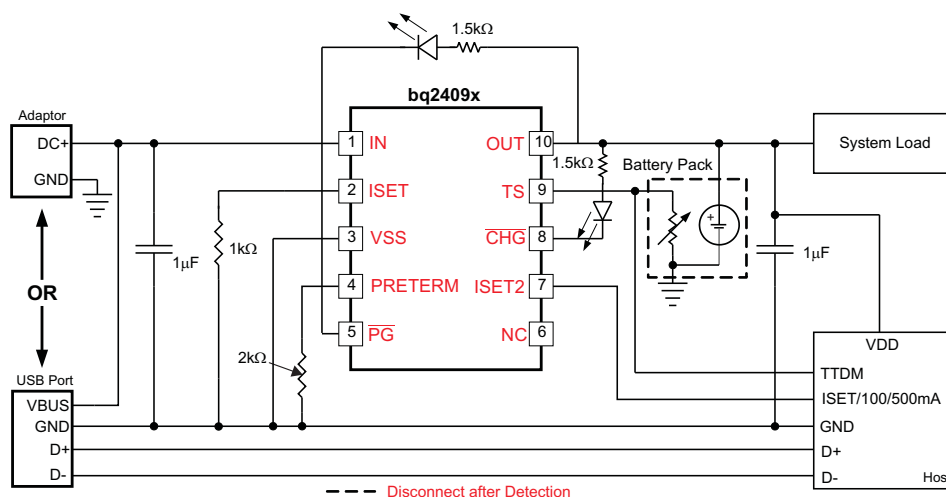 1.5kΩ
bq2409x
Adaptor
DC+
GND
1
IN
OUT
10
System Load
1.5kΩ
Battery Pack
2
ISET
TS
9
+
3
VSS
CHG
8
1kΩ
1μF
1μF
4
PRETERM
ISET2
7
OR
5
PG
NC
6
2kΩ
VDD
USB Port
TTDM
VBUS
ISET/100/500mA
GND
GND
D+
D+
D-
D-
Hos
Disconnect after Detection